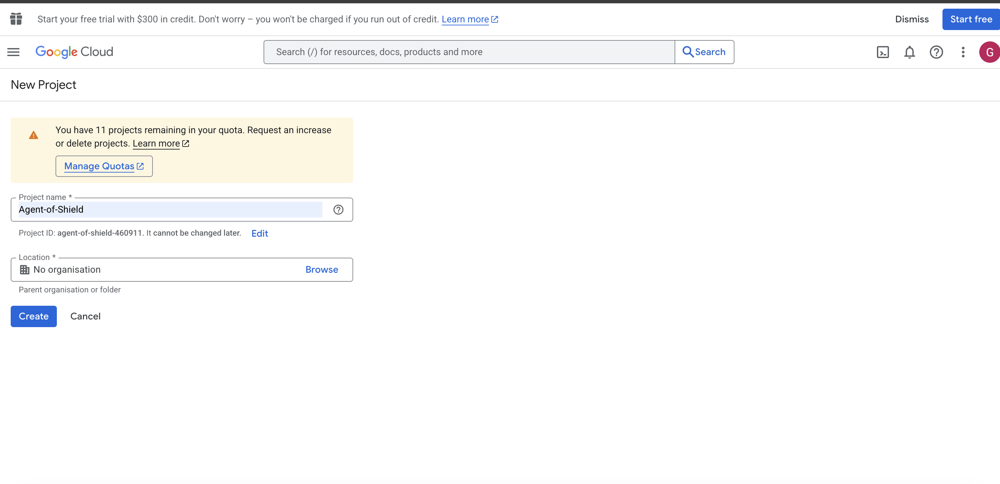 Start your free trial with $300 in credit. Don't worry – you won't be charged if you run out of credit. Learn more
Dismiss
Start free
Google Cloud
Search (/) for resources, docs, products and more
Search
G
New Project
You have 11 projects remaining in your quota. Request an increase
or delete projects. Learn more
Manage Quotas
Project name *
Agent-of-Shield
Project ID: agent-of-shield-460911. It cannot be changed later. Edit
Location *
No organisation
Browse
Parent organisation or folder
Create
Cancel